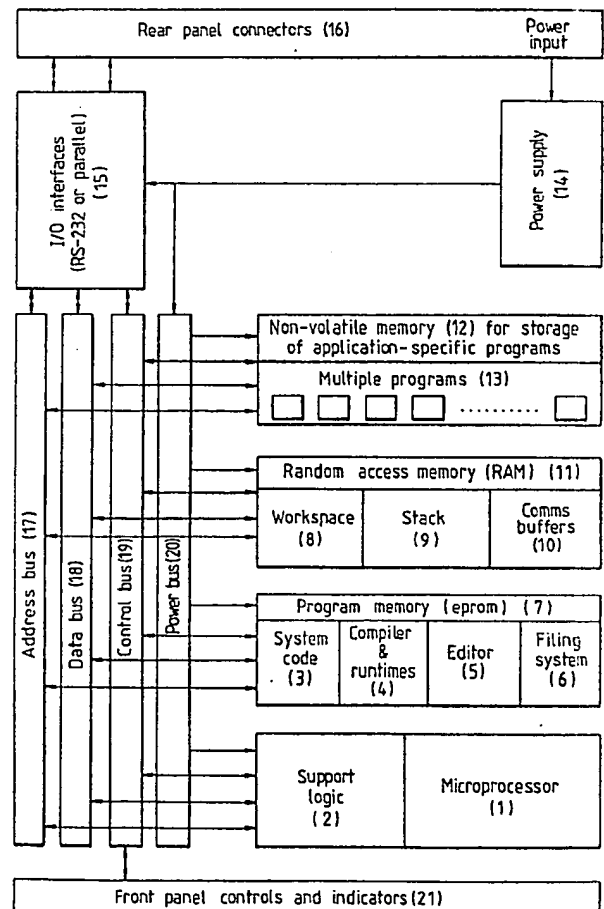 Rear panel connectors (16)
Power
input
I/O interfaces
(RS-232 or parallel)
(15)
Power supply
(14)
Address bus (17)
Data bus (18)
Control bus (19)
Power bus (20)
Non-volatile memory (12) for storage
of application-specific programs
Multiple programs (13)
Random access memory (RAM) (11)
Workspace
(8)
Stack
(9)
Comms
buffers
(10)
Program memory (eprom) (7)
System
code
(3)
Compiler
&
runtimes
(4)
Editor
(5)
Filing
system
(6)
Support
logic
(2)
Microprocessor
(1)
Front panel controls and indicators (21)